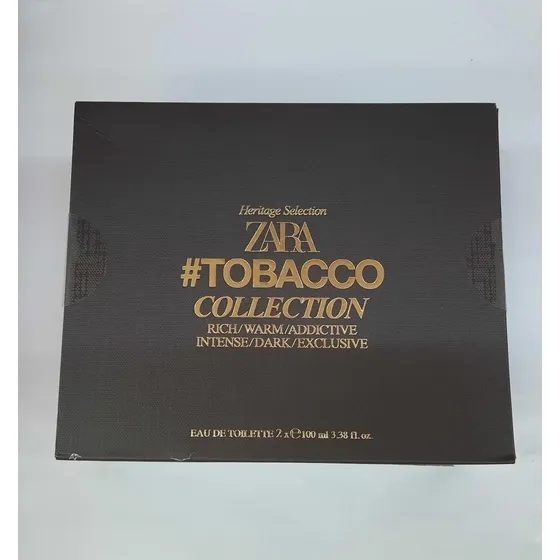 Heritage Selection
ZARA
#TOBACCO
COLLECTION
RICH/WARM/ADDICTIVE
INTENSE/DARK/EXCLUSIVE
EAU DE TOILETTE 2 x ℮ 100 ml 3.38 fl. oz.